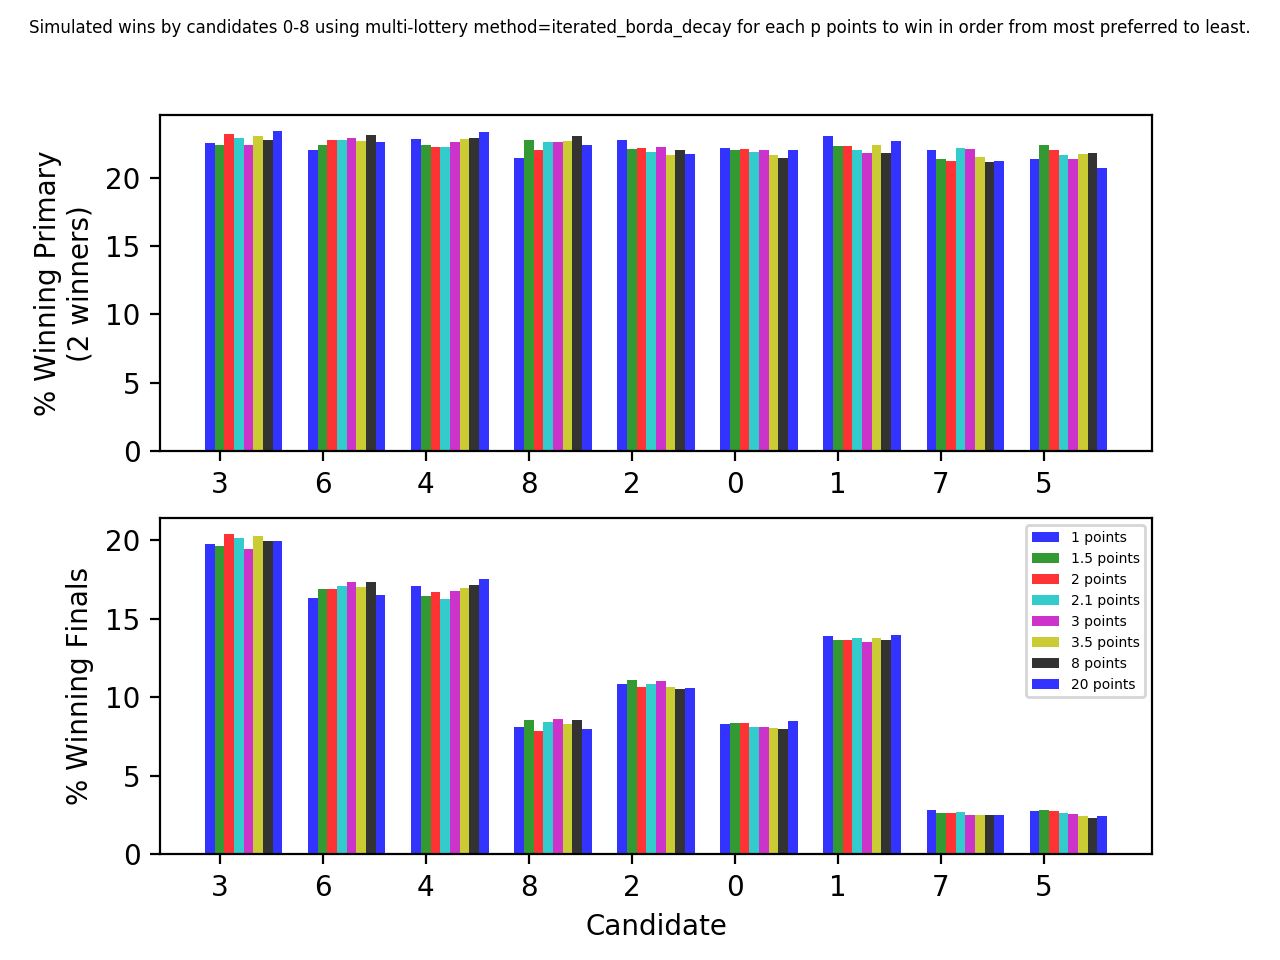 Simulated wins by candidates 0-8 using multi-lottery method=iterated_borda_decay for each p points to win in order from most preferred to least.
% Winning Primary
(2 winners)
20
15
10
5
0
3 6 4 8 2 0 1 7 5
% Winning Finals
20
15
10
5
0
1 points
1.5 points
2 points
2.1 points
3 points
3.5 points
8 points
20 points
3 6 4 8 2 0 1 7 5
Candidate